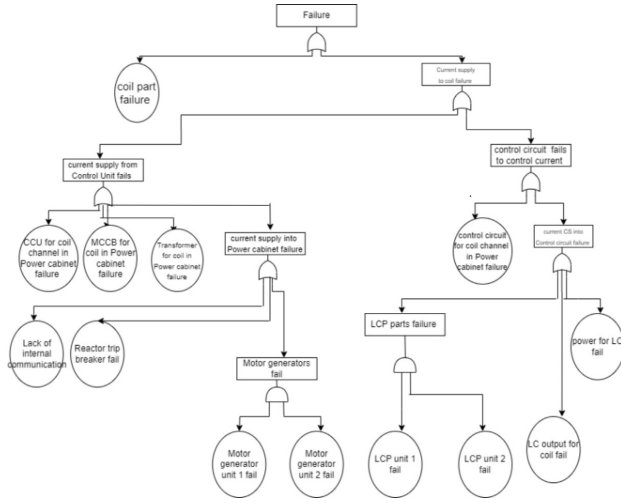 Failure
coil part
failure
Current supply
to coil failure
current supply from
Control Unit fails
control circuit fails
to control current
CCU for coil
channel in
Power cabinet
failure
MCCB for
coil in Power
cabinet
failure
Transformer
for coil in
Power cabinet
failure
current supply into
Power cabinet failure
control circuit
for coil channel
in Power
cabinet failure
current CS into
Control circuit failure
Lack of
internal
communication
Reactor trip
breaker fail
Motor generators
fail
LCP parts failure
power for LC
fail
Motor
generator
unit 1 fail
Motor
generator
unit 2 fail
LCP unit 1
fail
LCP unit 2
fail
LC output for
coil fail